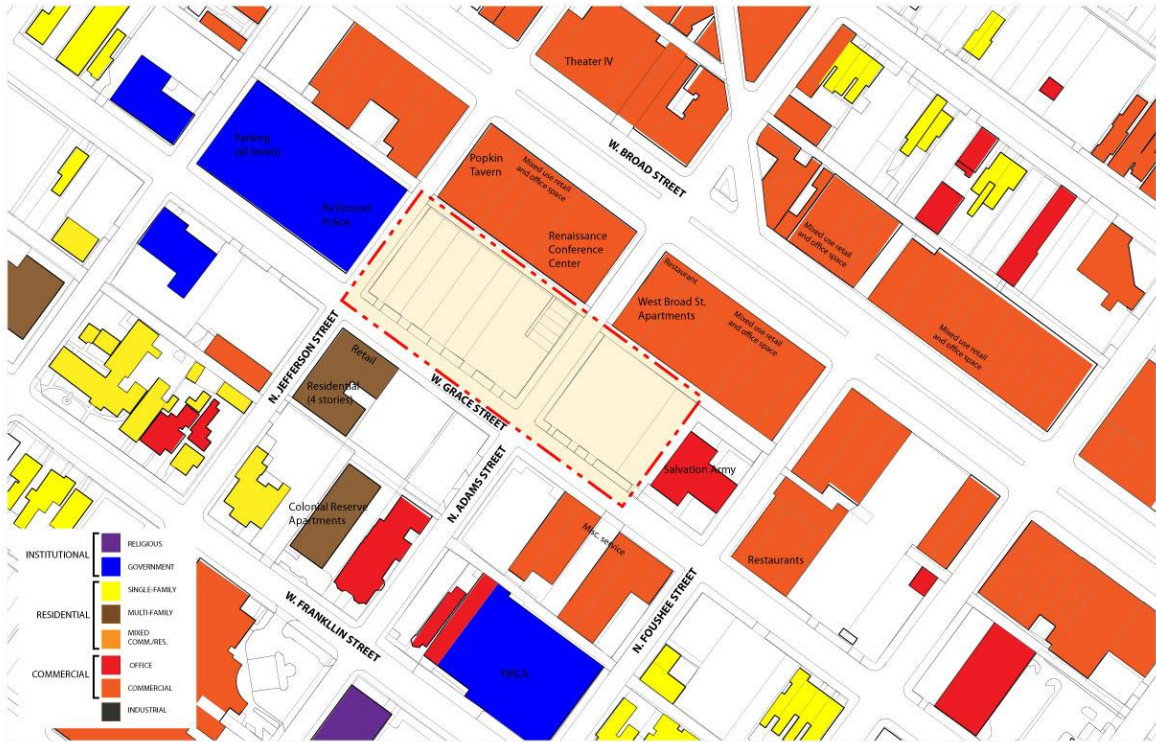 Theater IV
W. BROAD STREET
Parking
(all levels)
Richmond
Police
Popkin
Tavern
Mixed use retail
and office space
Renaissance
Conference
Center
Restaurant
West Broad St.
Apartments
Mixed use retail
and office space
Mixed use retail
and office space
Mixed use retail
and office space
N. JEFFERSON STREET
Retail
Residential
(4 stories)
W. GRACE STREET
N. ADAMS STREET
Salvation Army
Colonial Reserve
Apartments
Misc. service
Restaurants
N. FOUSHEE STREET
W. FRANKLLIN STREET
YMCA
INSTITUTIONAL
RELIGIOUS
GOVERNMENT
RESIDENTIAL
SINGLE-FAMILY
MULTI-FAMILY
MIXED
COMM./RES.
COMMERCIAL
OFFICE
COMMERCIAL
INDUSTRIAL